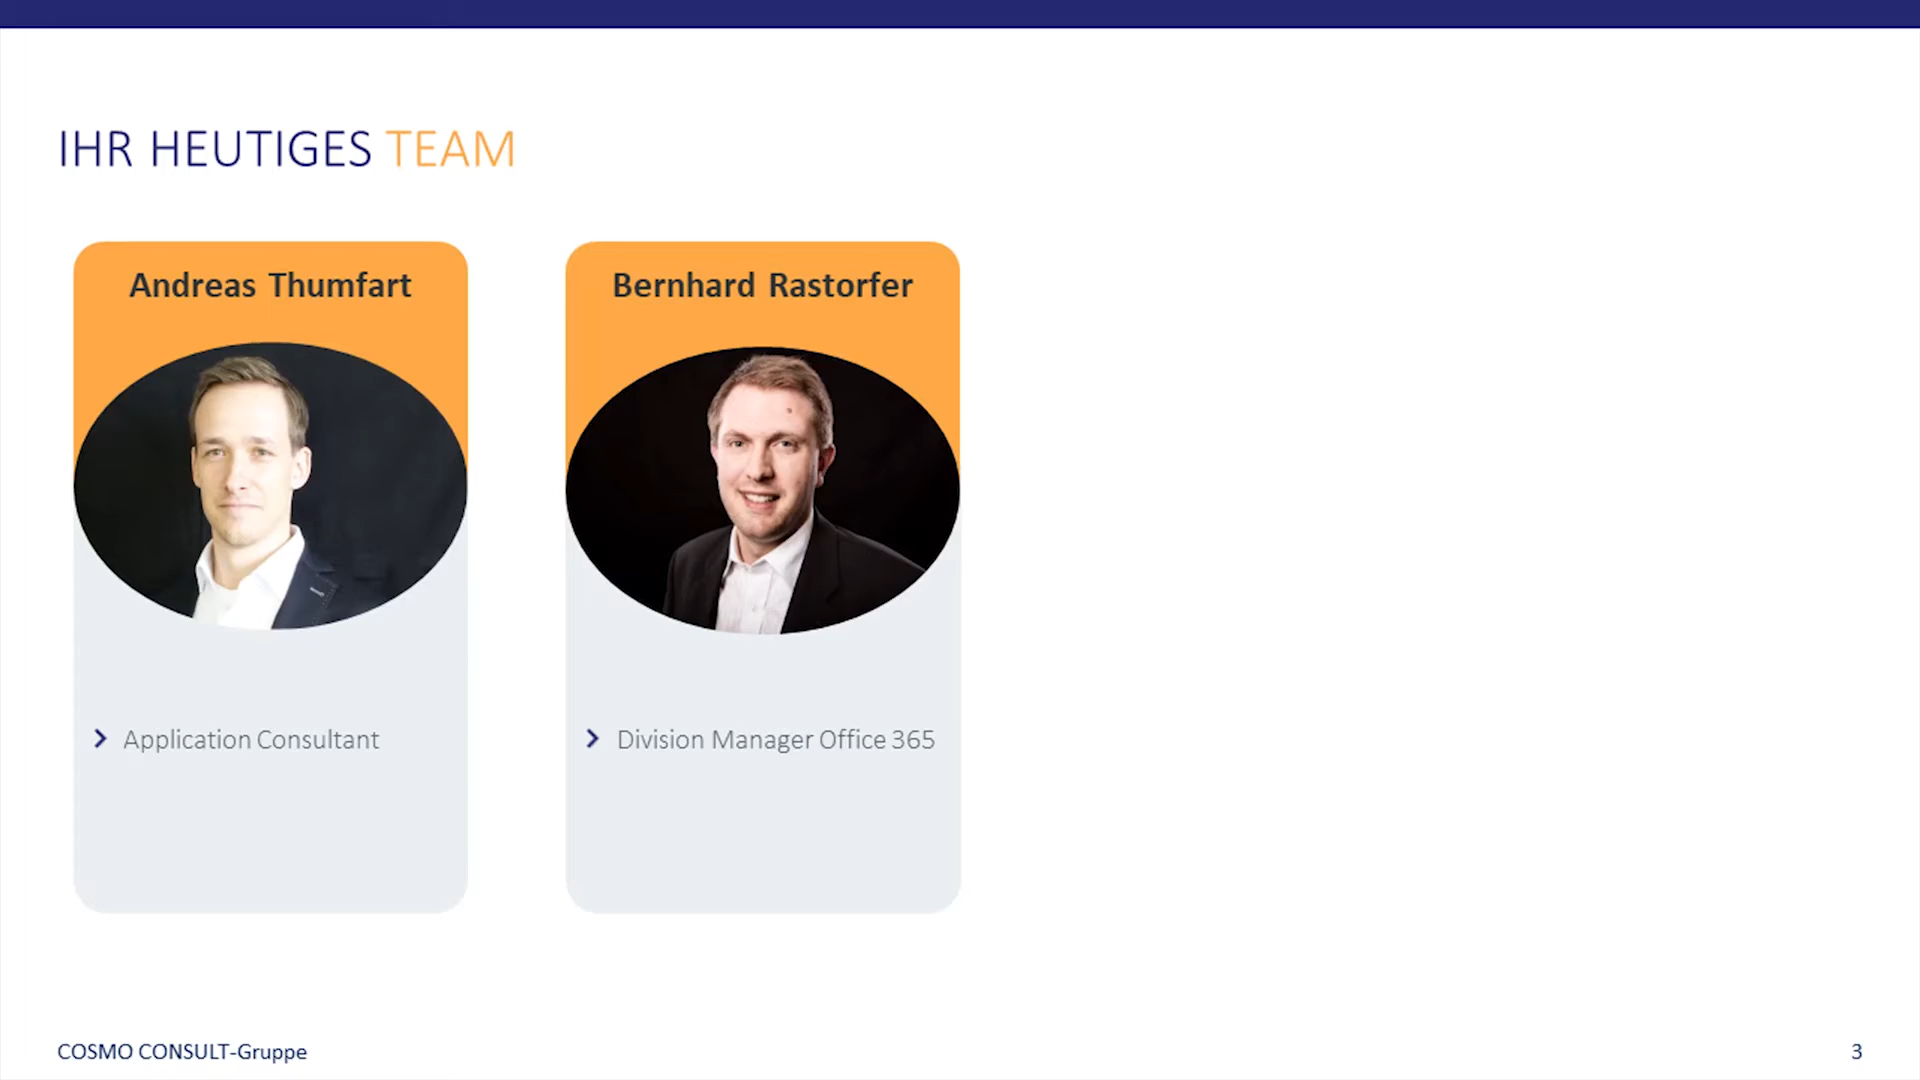 IHR HEUTIGES TEAM
Andreas Thumfart
Bernhard Rastorfer
Application Consultant
Division Manager Office 365
COSMO CONSULT-Gruppe
3